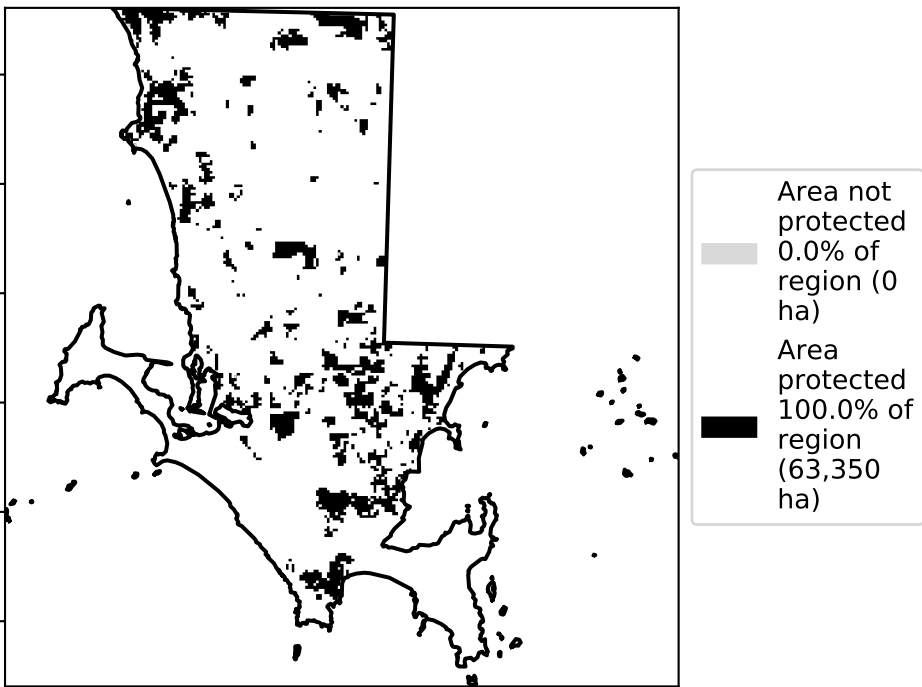 Area not
protected
0.0% of
region (0
ha)
Area
protected
100.0% of
region
(63,350
ha)